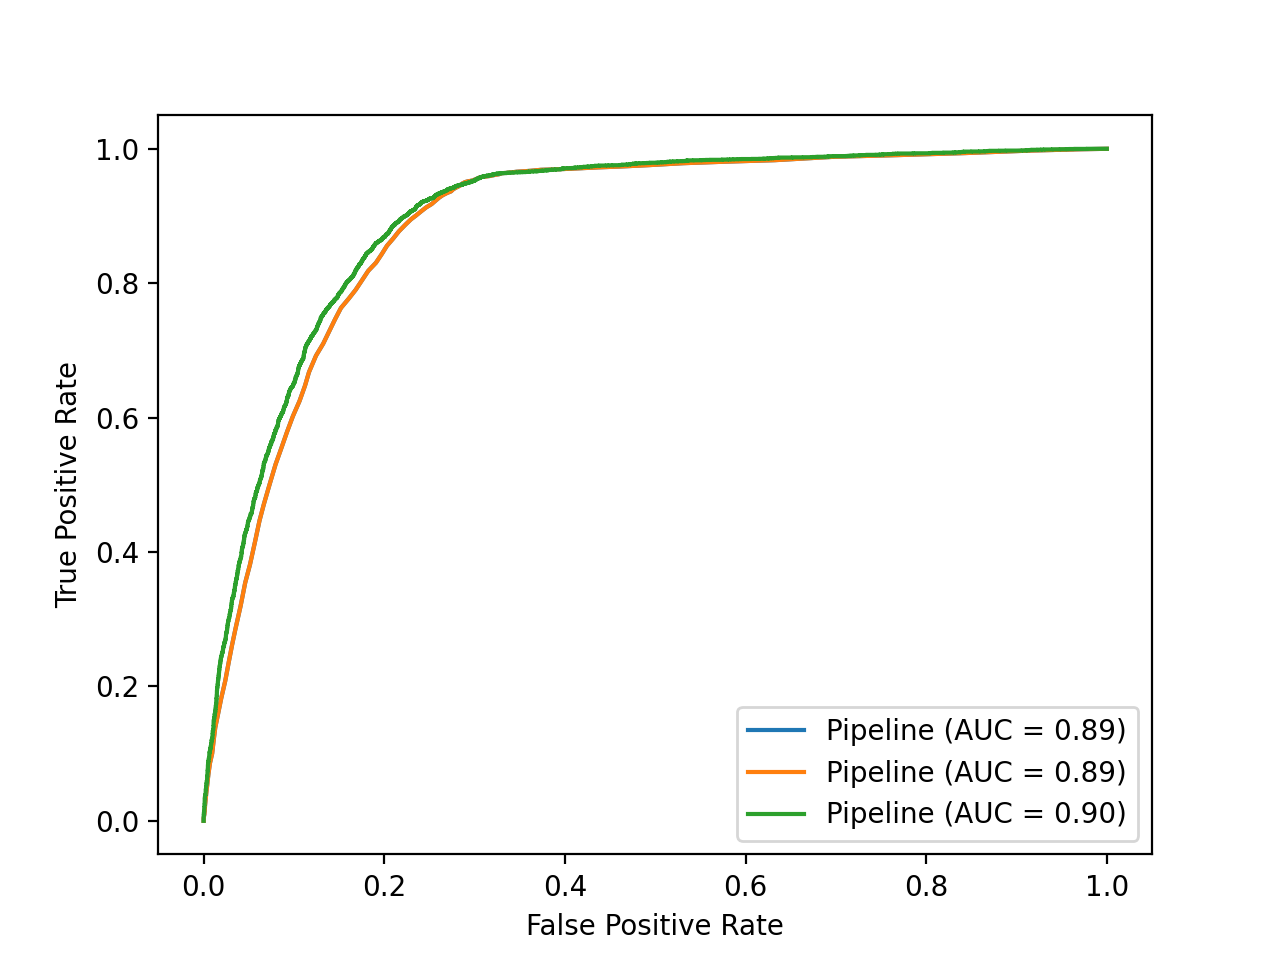 1.0
0.8
0.6
0.4
0.2
0.0
True Positive Rate
Pipeline (AUC = 0.89)
Pipeline (AUC = 0.89)
Pipeline (AUC = 0.90)
0.0 0.2 0.4 0.6 0.8 1.0
False Positive Rate